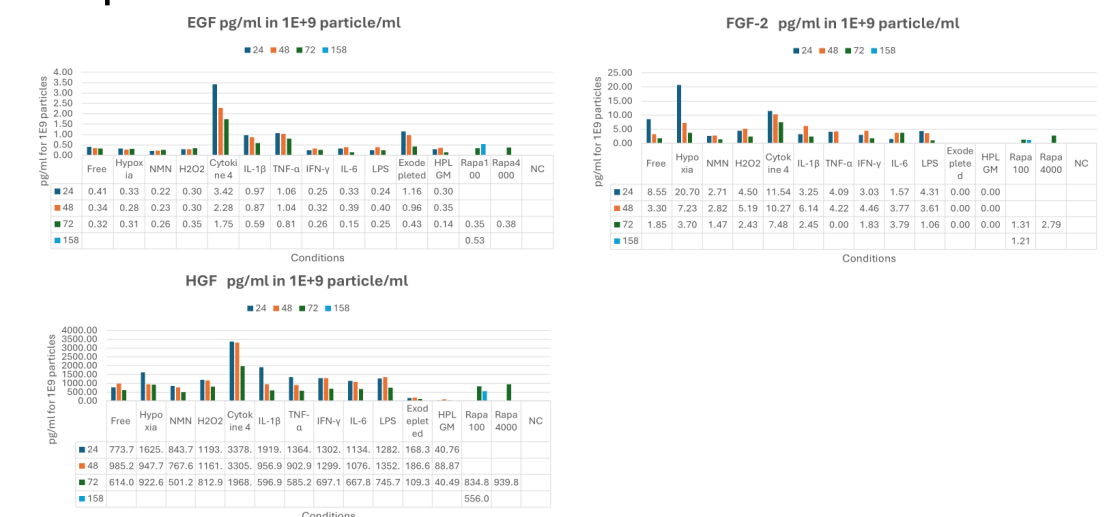 EGF pg/ml in 1E+9 particle/ml
24 48 72 158
pg/ml for 1E9 particles
4.00
3.50
3.00
2.50
2.00
1.50
1.00
0.50
0.00
Free Hypoxia NMN H2O2 Cytokine 4 IL-1β TNF-α IFN-γ IL-6 LPS Exodepleted HPL GM Rapa100 Rapa4000 NC
24 0.41 0.33 0.22 0.30 3.42 0.97 1.06 0.25 0.33 0.24 1.16 0.30
48 0.34 0.28 0.23 0.30 2.28 0.87 1.04 0.32 0.39 0.40 0.96 0.35
72 0.32 0.31 0.26 0.35 1.75 0.59 0.81 0.26 0.15 0.25 0.43 0.14 0.35 0.38
158 0.53
Conditions
FGF-2 pg/ml in 1E+9 particle/ml
24 48 72 158
pg/ml for 1E9 particles
25.00
20.00
15.00
10.00
5.00
0.00
Free Hypoxia NMN H2O2 Cytokine 4 IL-1β TNF-α IFN-γ IL-6 LPS Exodepleted HPL GM Rapa 100 Rapa 4000 NC
24 8.55 20.70 2.71 4.50 11.54 3.25 4.09 3.03 1.57 4.31 0.00 0.00
48 3.30 7.23 2.82 5.19 10.27 6.14 4.22 4.46 3.77 3.61 0.00 0.00
72 1.85 3.70 1.47 2.43 7.48 2.45 0.00 1.83 3.79 1.06 0.00 0.00 1.31 2.79
158 1.21
Conditions
HGF pg/ml in 1E+9 particle/ml
24 48 72 158
pg/ml for 1E9 particles
4000.00
3500.00
3000.00
2500.00
2000.00
1500.00
1000.00
500.00
0.00
Free Hypoxia NMN H2O2 Cytokine 4 IL-1β TNF-α IFN-γ IL-6 LPS Exodepleted HPL GM Rapa 100 Rapa 4000 NC
24 773.7 1625. 843.7 1193. 3378. 1919. 1364. 1302. 1134. 1282. 168.3 40.76
48 985.2 947.7 767.6 1161. 3305. 956.9 902.9 1299. 1076. 1352. 186.6 88.87
72 614.0 922.6 501.2 812.9 1968. 596.9 585.2 697.1 667.8 745.7 109.3 40.49 834.8 939.8
158 556.0
Conditions